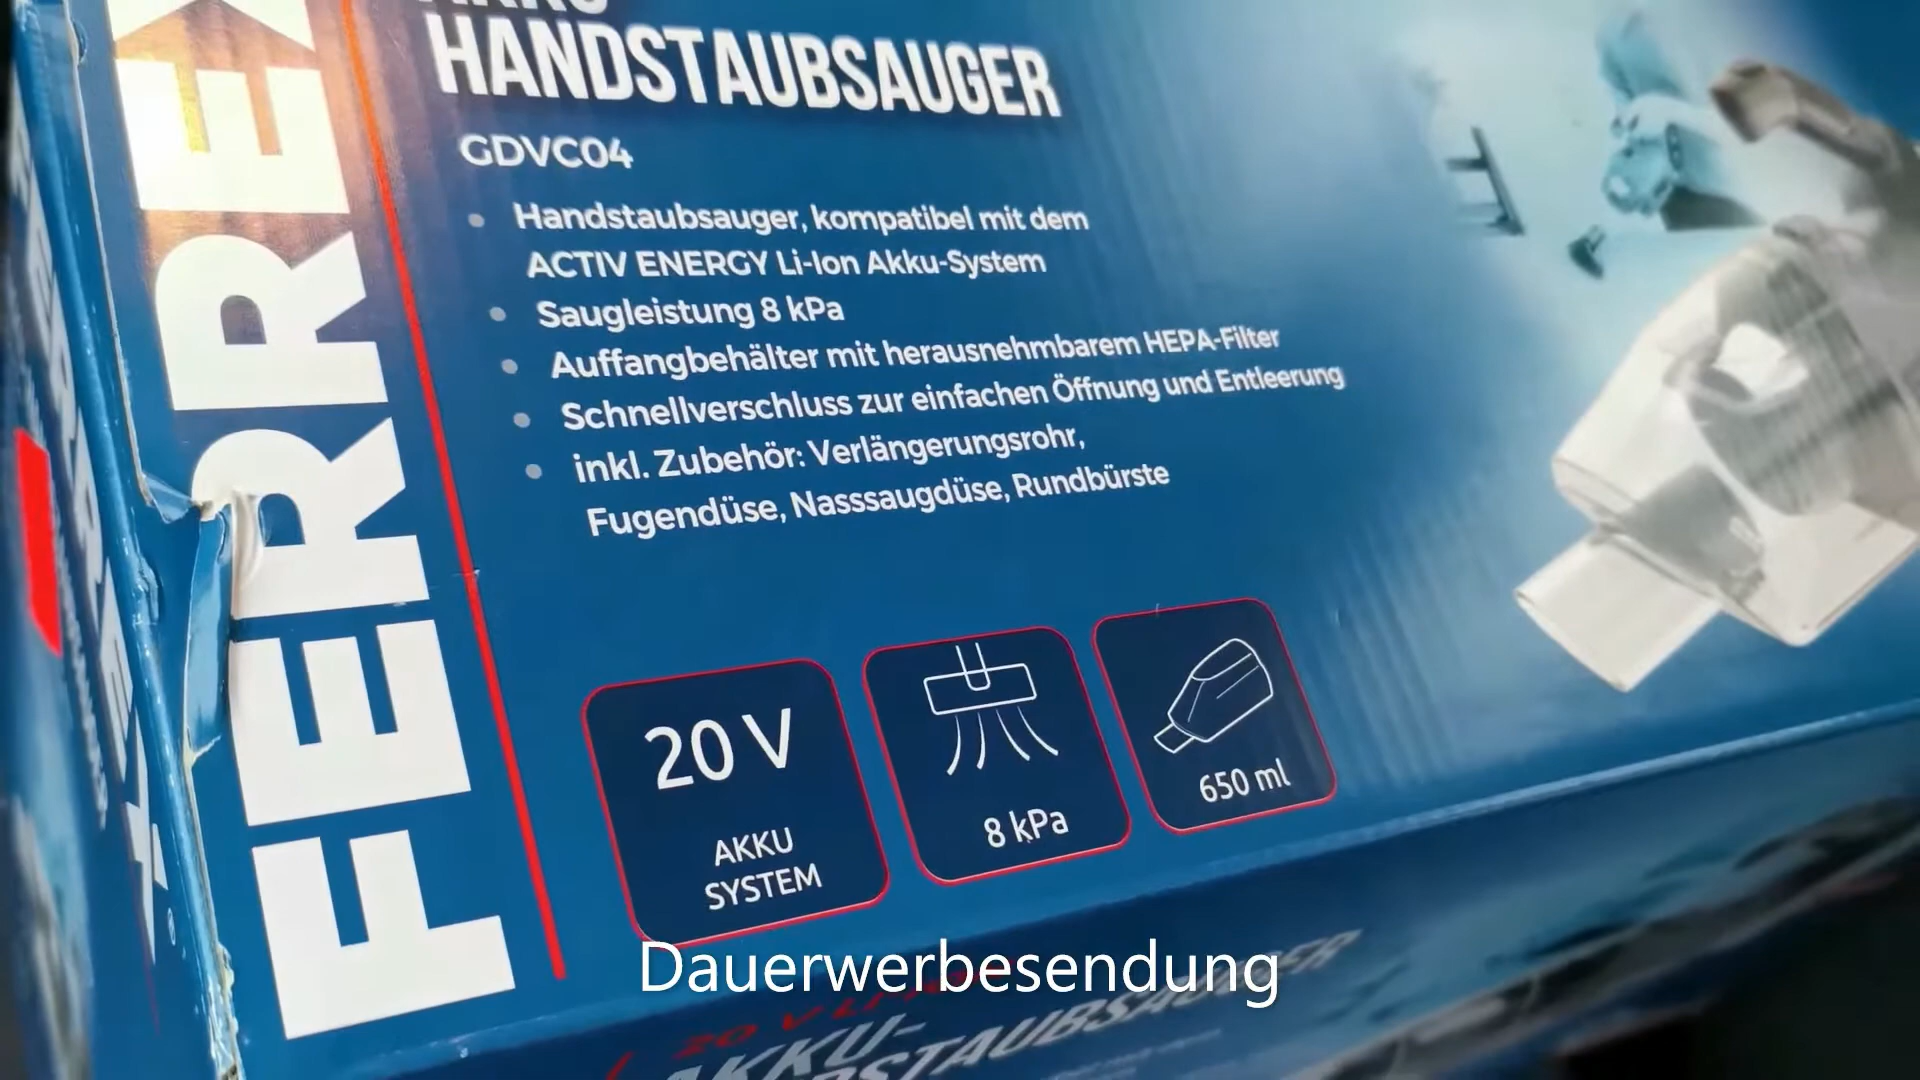 FERREX
HANDSTAUBSAUGER
GDVC04
Handstaubsauger, kompatibel mit dem
ACTIV ENERGY Li-Ion Akku-System
Saugleistung 8 kPa
Auffangbehälter mit herausnehmbarem HEPA-Filter
Schnellverschluss zur einfachen Öffnung und Entleerung
inkl. Zubehör: Verlängerungsrohr,
Fugendüse, Nasssaugdüse, Rundbürste
20 V
AKKU
SYSTEM
8 kPa
650 ml
Dauerwerbesendung
20 V
AKKU-